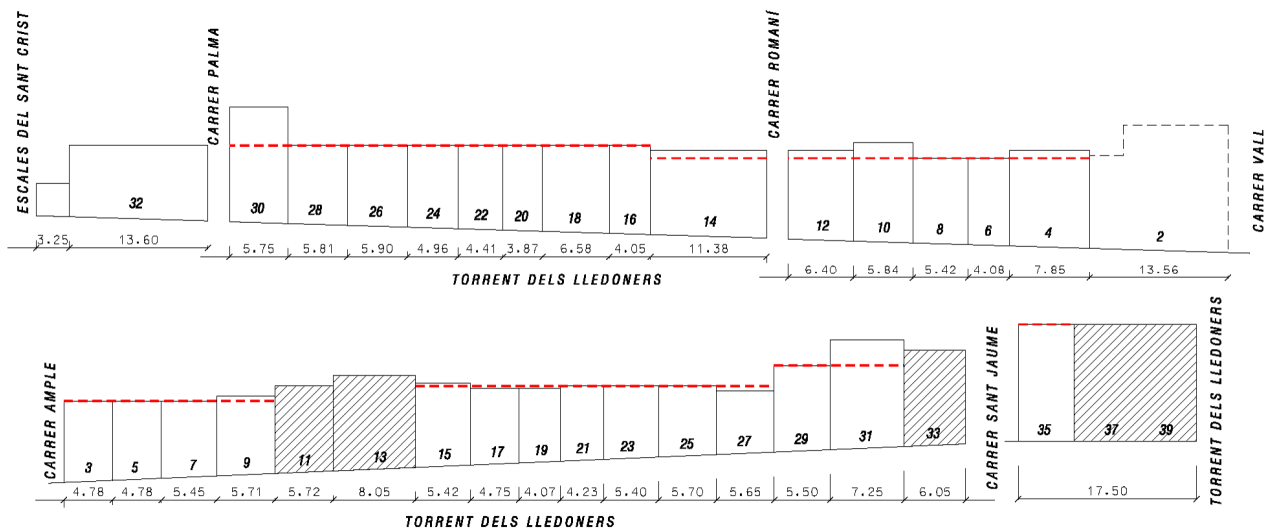 ESCALES DEL SANT CRIST
CARRER PALMA
CARRER ROMANÍ
CARRER VALL
32
30 28 26 24 22 20 18 16 14
12 10 8 6 4 2
3.25 13.60
5.75 5.81 5.90 4.96 4.41 3.87 6.58 4.05 11.38
6.40 5.84 5.42 4.08 7.85 13.56
TORRENT DELS LLEDONERS
CARRER AMPLE
CARRER SANT JAUME
TORRENT DELS LLEDONERS
3 5 7 9 11 13 15 17 19 21 23 25 27 29 31 33
35 37 39
4.78 4.78 5.45 5.71 5.72 8.05 5.42 4.75 4.07 4.23 5.40 5.70 5.65 5.50 7.25 6.05
17.50
TORRENT DELS LLEDONERS